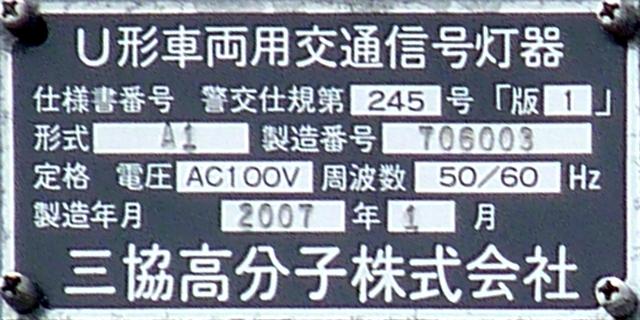 U形車両用交通信号灯器
仕様書番号 警交仕規第 245 号 「版 1 」
形式 A1 製造番号 706003
定格 電圧 AC100V 周波数 50/60 Hz
製造年月 2007 年 1 月
三協高分子株式会社